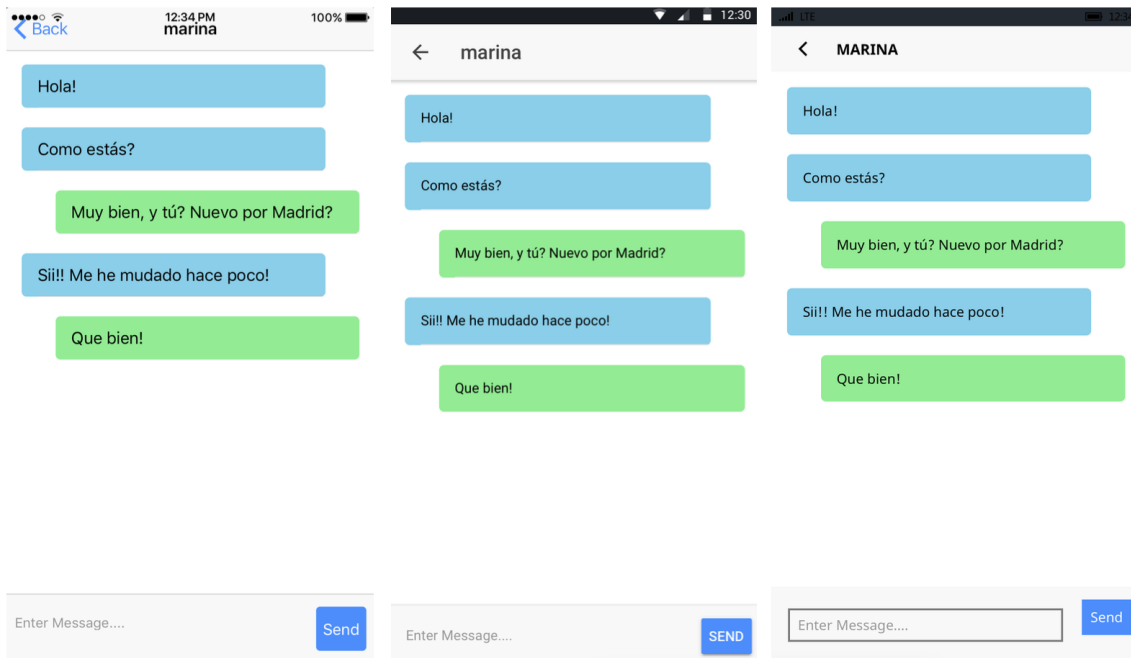 12:34 PM
100%
Back
marina
Hola!
Como estás?
Muy bien, y tú? Nuevo por Madrid?
Sii!! Me he mudado hace poco!
Que bien!
Enter Message....
Send
12:30
marina
Hola!
Como estás?
Muy bien, y tú? Nuevo por Madrid?
Sii!! Me he mudado hace poco!
Que bien!
Enter Message....
SEND
LTE
12:34
MARINA
Hola!
Como estás?
Muy bien, y tú? Nuevo por Madrid?
Sii!! Me he mudado hace poco!
Que bien!
Enter Message....
Send